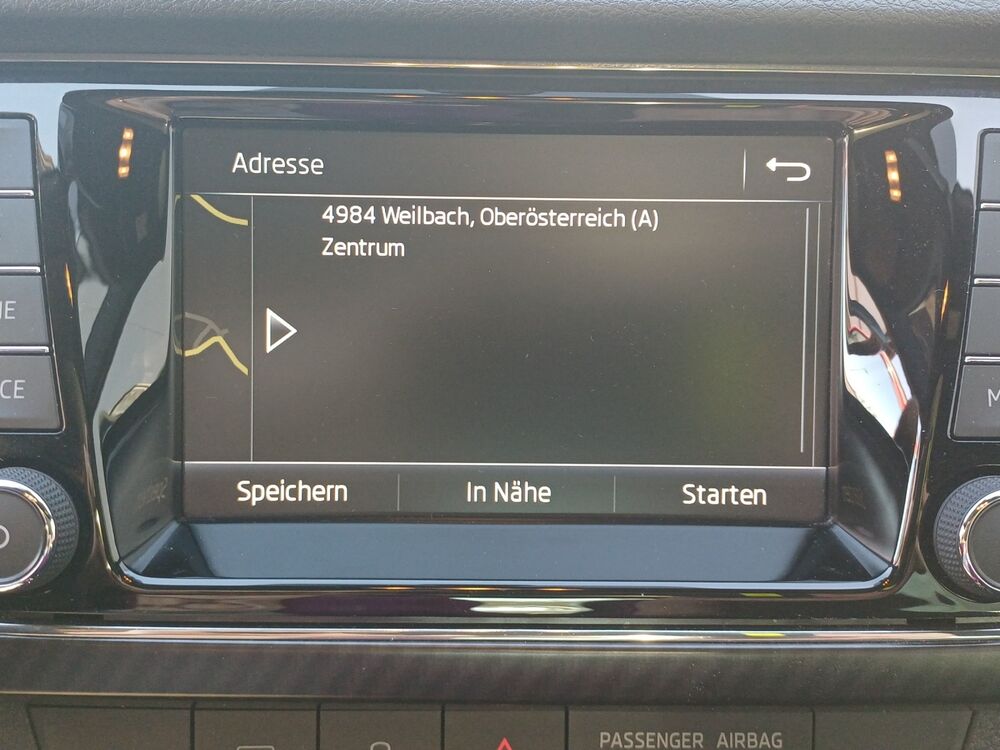 Adresse
4984 Weilbach, Oberösterreich (A)
Zentrum
Speichern
In Nähe
Starten
PASSENGER AIRBAG